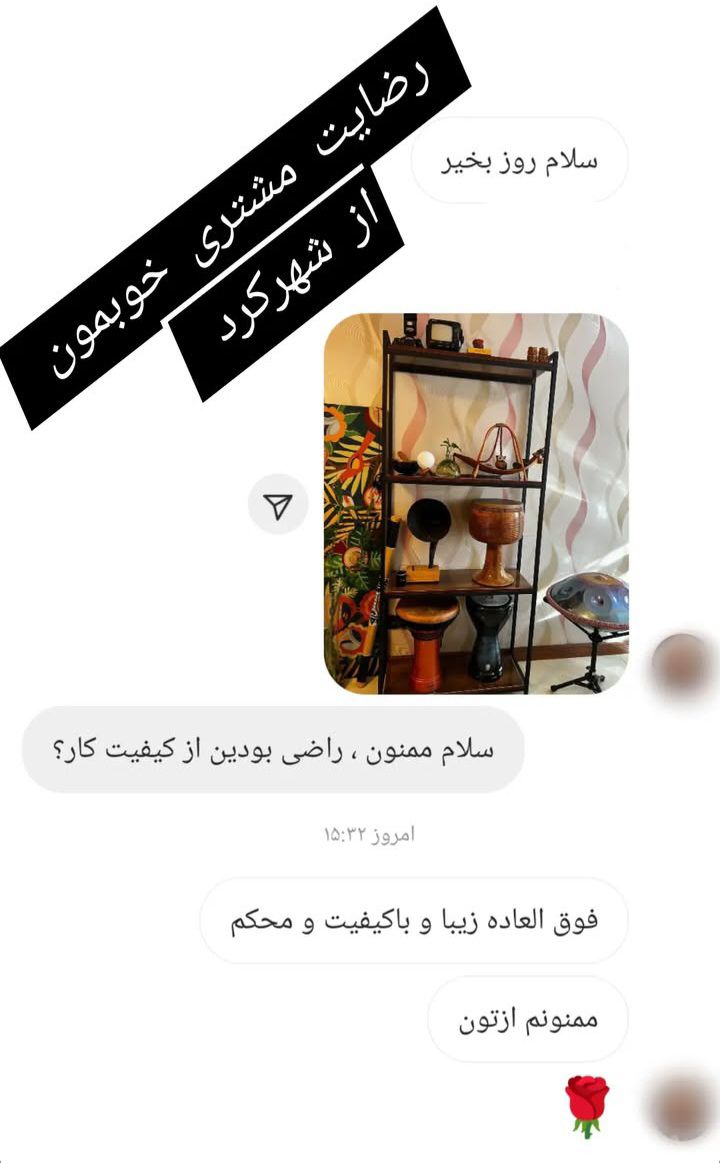 رضایت مشتری خوبمون
از شهرکرد
سلام روز بخیر
سلام ممنون ، راضی بودین از کیفیت کار؟
امروز ۱۵:۳۲
فوق العاده زیبا و باکیفیت و محکم
ممنونم ازتون